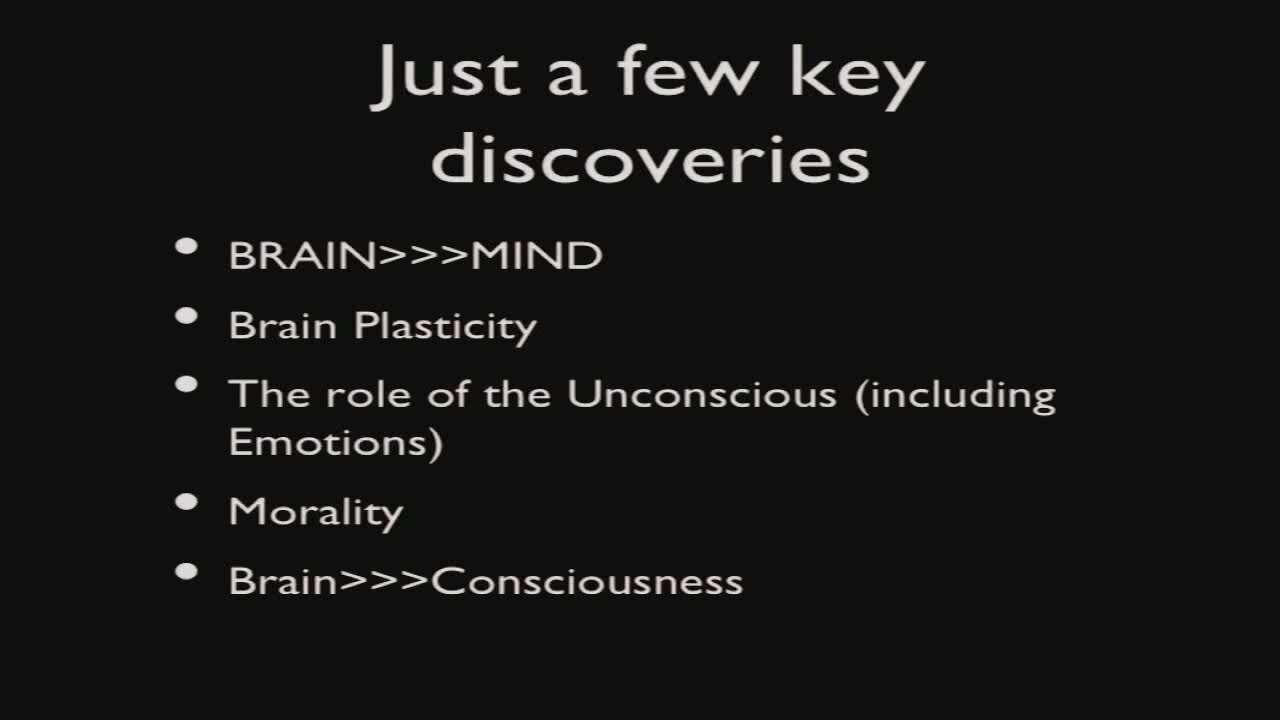 Just a few key
discoveries
• BRAIN>>>MIND
• Brain Plasticity
• The role of the Unconscious (including
Emotions)
• Morality
• Brain>>>Consciousness